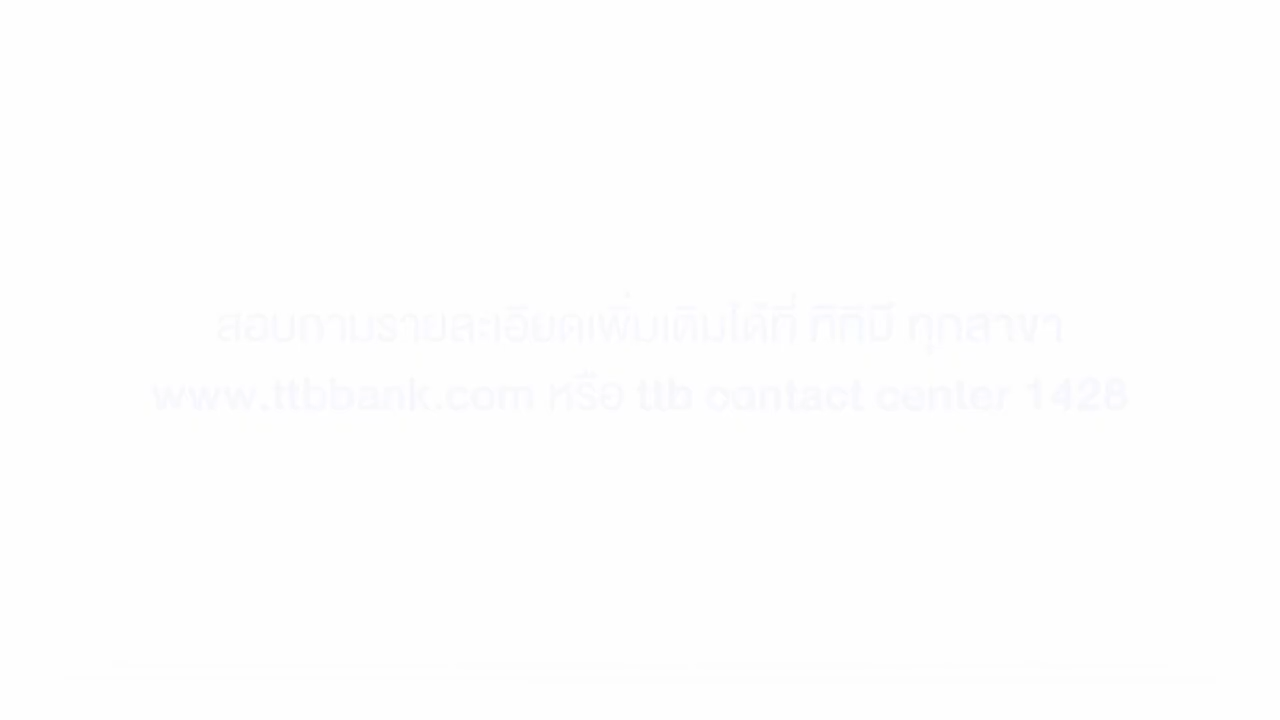 สอบถามรายละเอียดเพิ่มเติมได้ที่ ทีทีบี ทุกสาขา
www.ttbbank.com หรือ ttb contact center 1428